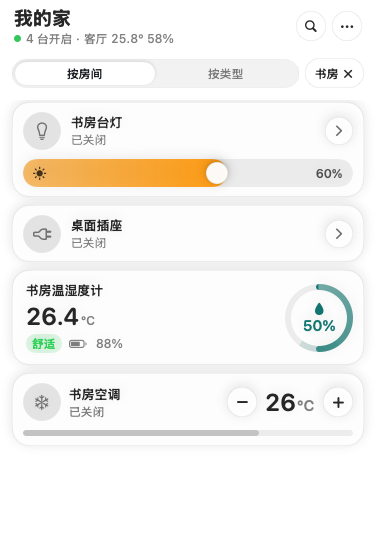 我的家
4 台开启 · 客厅 25.8° 58%
按房间
按类型
书房 ✕
书房台灯
已关闭
60%
桌面插座
已关闭
书房温湿度计
26.4°C
50%
舒适 88%
书房空调
已关闭
26°C